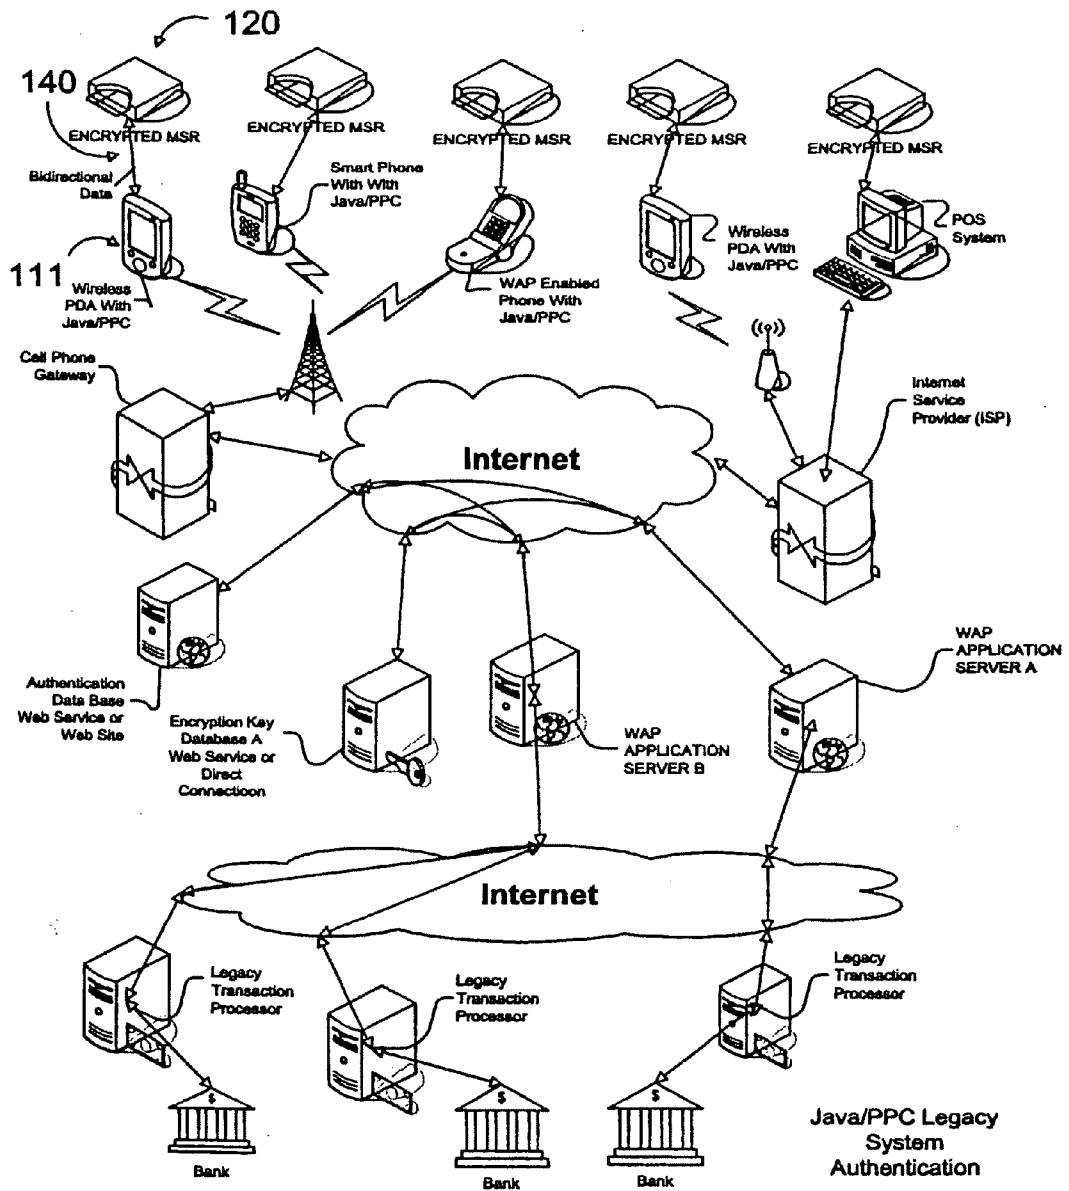 120
140
ENCRYPTED MSR
ENCRYPTED MSR
ENCRYPTED MSR
ENCRYPTED MSR
ENCRYPTED MSR
Bidirectional
Data
Smart Phone
With With
Java/PPC
111
Wireless
PDA With
Java/PPC
WAP Enabled
Phone With
Java/PPC
Wireless
PDA With
Java/PPC
POS
System
Cell Phone
Gateway
Internet
Service
Provider (ISP)
Internet
Authentication
Data Base
Web Service or
Web Site
Encryption Key
Database A
Web Service or
Direct
Connectioon
WAP
APPLICATION
SERVER B
WAP
APPLICATION
SERVER A
Internet
Legacy
Transaction
Processor
Legacy
Transaction
Processor
Legacy
Transaction
Processor
$
$
$
Bank
Bank
Bank
Java/PPC Legacy
System
Authentication